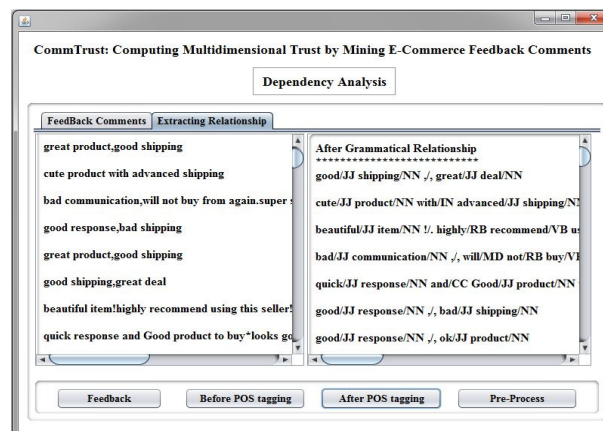 CommTrust: Computing Multidimensional Trust by Mining E-Commerce Feedback Comments
Dependency Analysis
FeedBack Comments
Extracting Relationship
great product,good shipping
cute product with advanced shipping
bad communication,will not buy from again.super
good response,bad shipping
great product,good shipping
good shipping,great deal
beautiful item!highly recommend using this seller!
quick response and Good product to buy*looks go
After Grammatical Relationship
***************************
good/JJ shipping/NN ,/, great/JJ deal/NN
cute/JJ product/NN with/IN advanced/JJ shipping/NN
beautiful/JJ item/NN !/. highly/RB recommend/VB us
bad/JJ communication/NN ,/, will/MD not/RB buy/VB
quick/JJ response/NN and/CC Good/JJ product/NN
good/JJ response/NN ,/, bad/JJ shipping/NN
good/JJ response/NN ,/, ok/JJ product/NN
Feedback
Before POS tagging
After POS tagging
Pre-Process